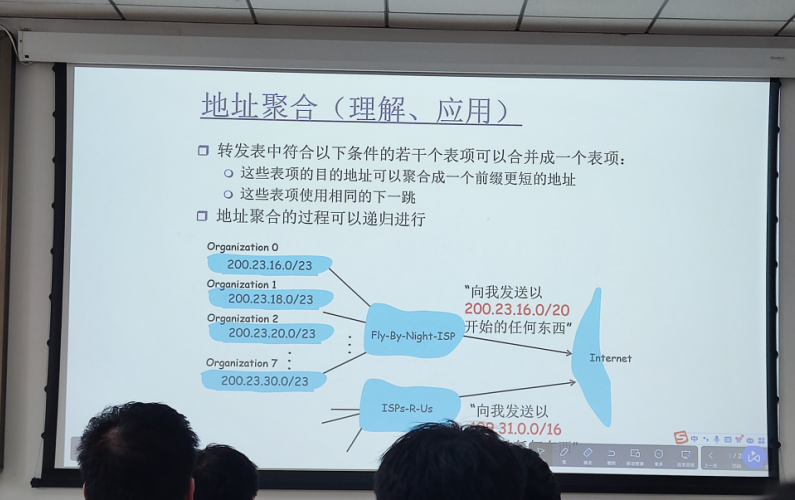 地址聚合（理解、应用）
转发表中符合以下条件的若干个表项可以合并成一个表项：
这些表项的目的地址可以聚合成一个前缀更短的地址
这些表项使用相同的下一跳
地址聚合的过程可以递归进行
Organization 0
200.23.16.0/23
Organization 1
200.23.18.0/23
Organization 2
200.23.20.0/23
Organization 7
200.23.30.0/23
Fly-By-Night-ISP
“向我发送以
200.23.16.0/20
开始的任何东西”
Internet
ISPs-R-Us
“向我发送以
31.0.0/16